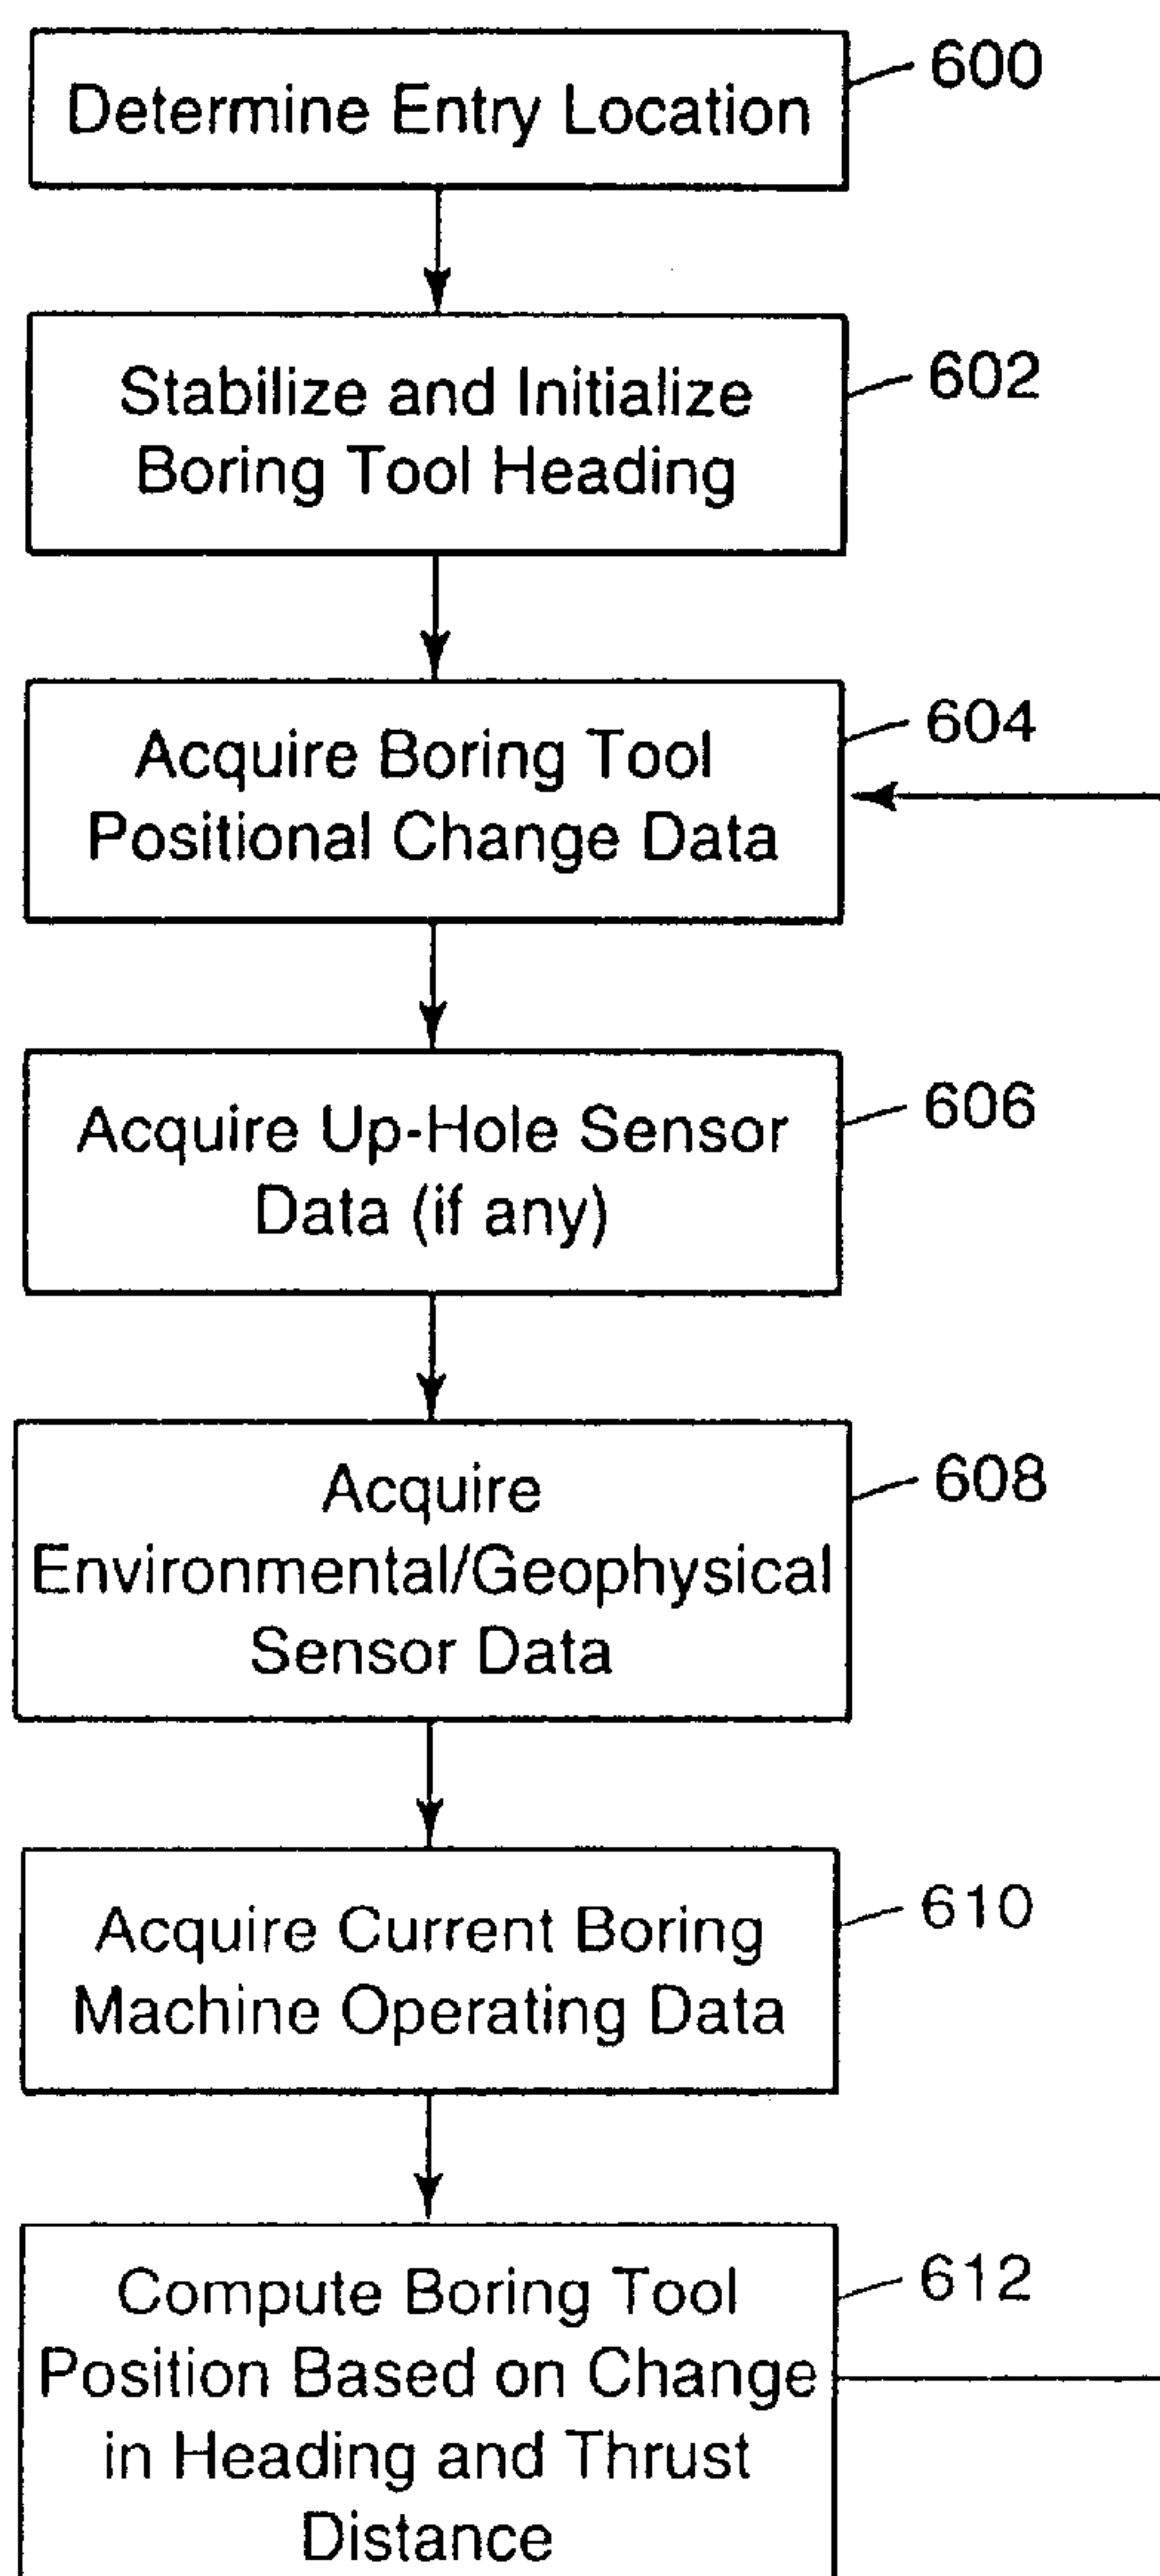 Determine Entry Location
600
Stabilize and Initialize
Boring Tool Heading
602
Acquire Boring Tool
Positional Change Data
604
Acquire Up-Hole Sensor
Data (if any)
606
Acquire
Environmental/Geophysical
Sensor Data
608
Acquire Current Boring
Machine Operating Data
610
Compute Boring Tool
Position Based on Change
in Heading and Thrust
Distance
612